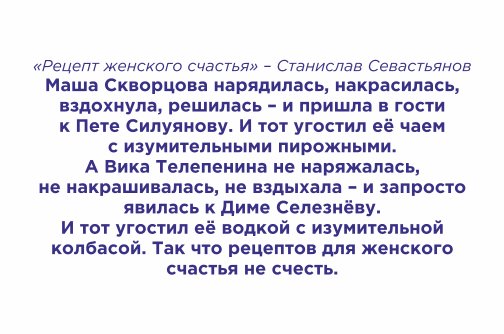 «Рецепт женского счастья» – Станислав Севастьянов
Маша Скворцова нарядилась, накрасилась,
вздохнула, решилась – и пришла в гости
к Пете Силуянову. И тот угостил её чаем
с изумительными пирожными.
А Вика Телепенина не наряжалась,
не накрашивалась, не вздыхала – и запросто
явилась к Диме Селезнёву.
И тот угостил её водкой с изумительной
колбасой. Так что рецептов для женского
счастья не счесть.